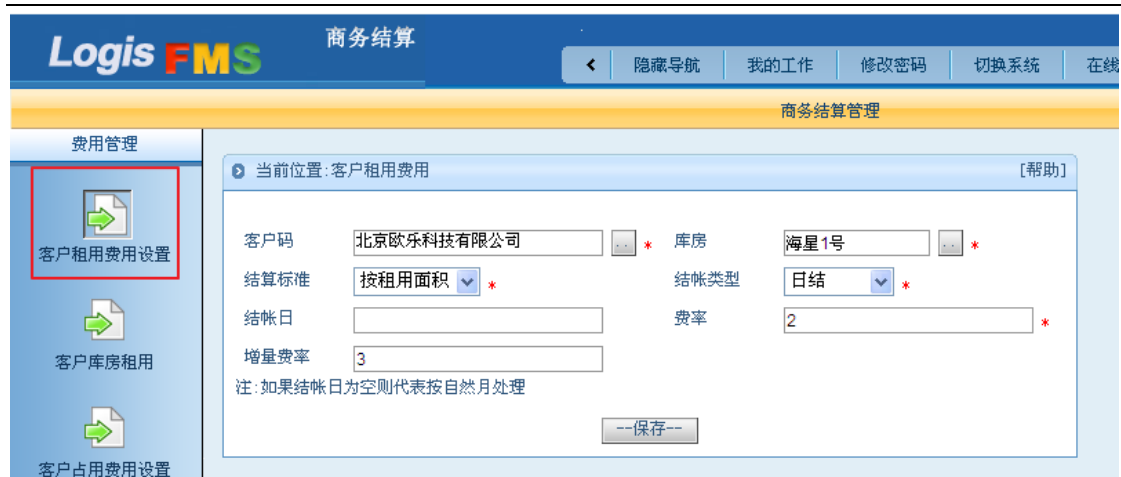 Logis FMS
商务结算
隐藏导航 我的工作 修改密码 切换系统 在线
商务结算管理
费用管理
客户租用费用设置
客户库房租用
客户占用费用设置
当前位置:客户租用费用 [帮助]
客户码 北京欧乐科技有限公司 .. * 库房 海星1号 .. *
结算标准 按租用面积 * 结帐类型 日结 *
结帐日 费率 2 *
增量费率 3
注:如果结帐日为空则代表按自然月处理
--保存--